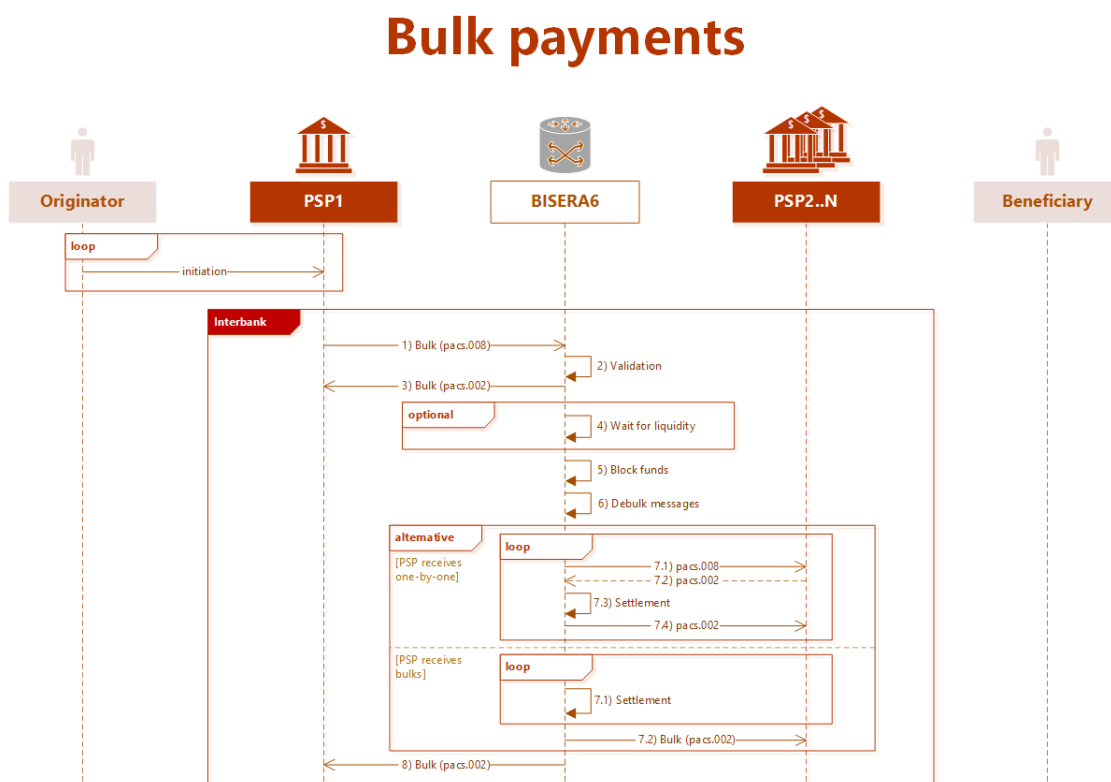 Bulk payments
$
$
$
$
Originator
PSP1
BISERA6
PSP2..N
Beneficiary
loop
initiation
Interbank
1) Bulk (pacs.008)
2) Validation
3) Bulk (pacs.002)
optional
4) Wait for liquidity
5) Block funds
6) Debulk messages
alternative
[PSP receives
one-by-one]
loop
7.1) pacs.008
7.2) pacs.002
7.3) Settlement
7.4) pacs.002
[PSP receives
bulks]
loop
7.1) Settlement
7.2) Bulk (pacs.002)
8) Bulk (pacs.002)